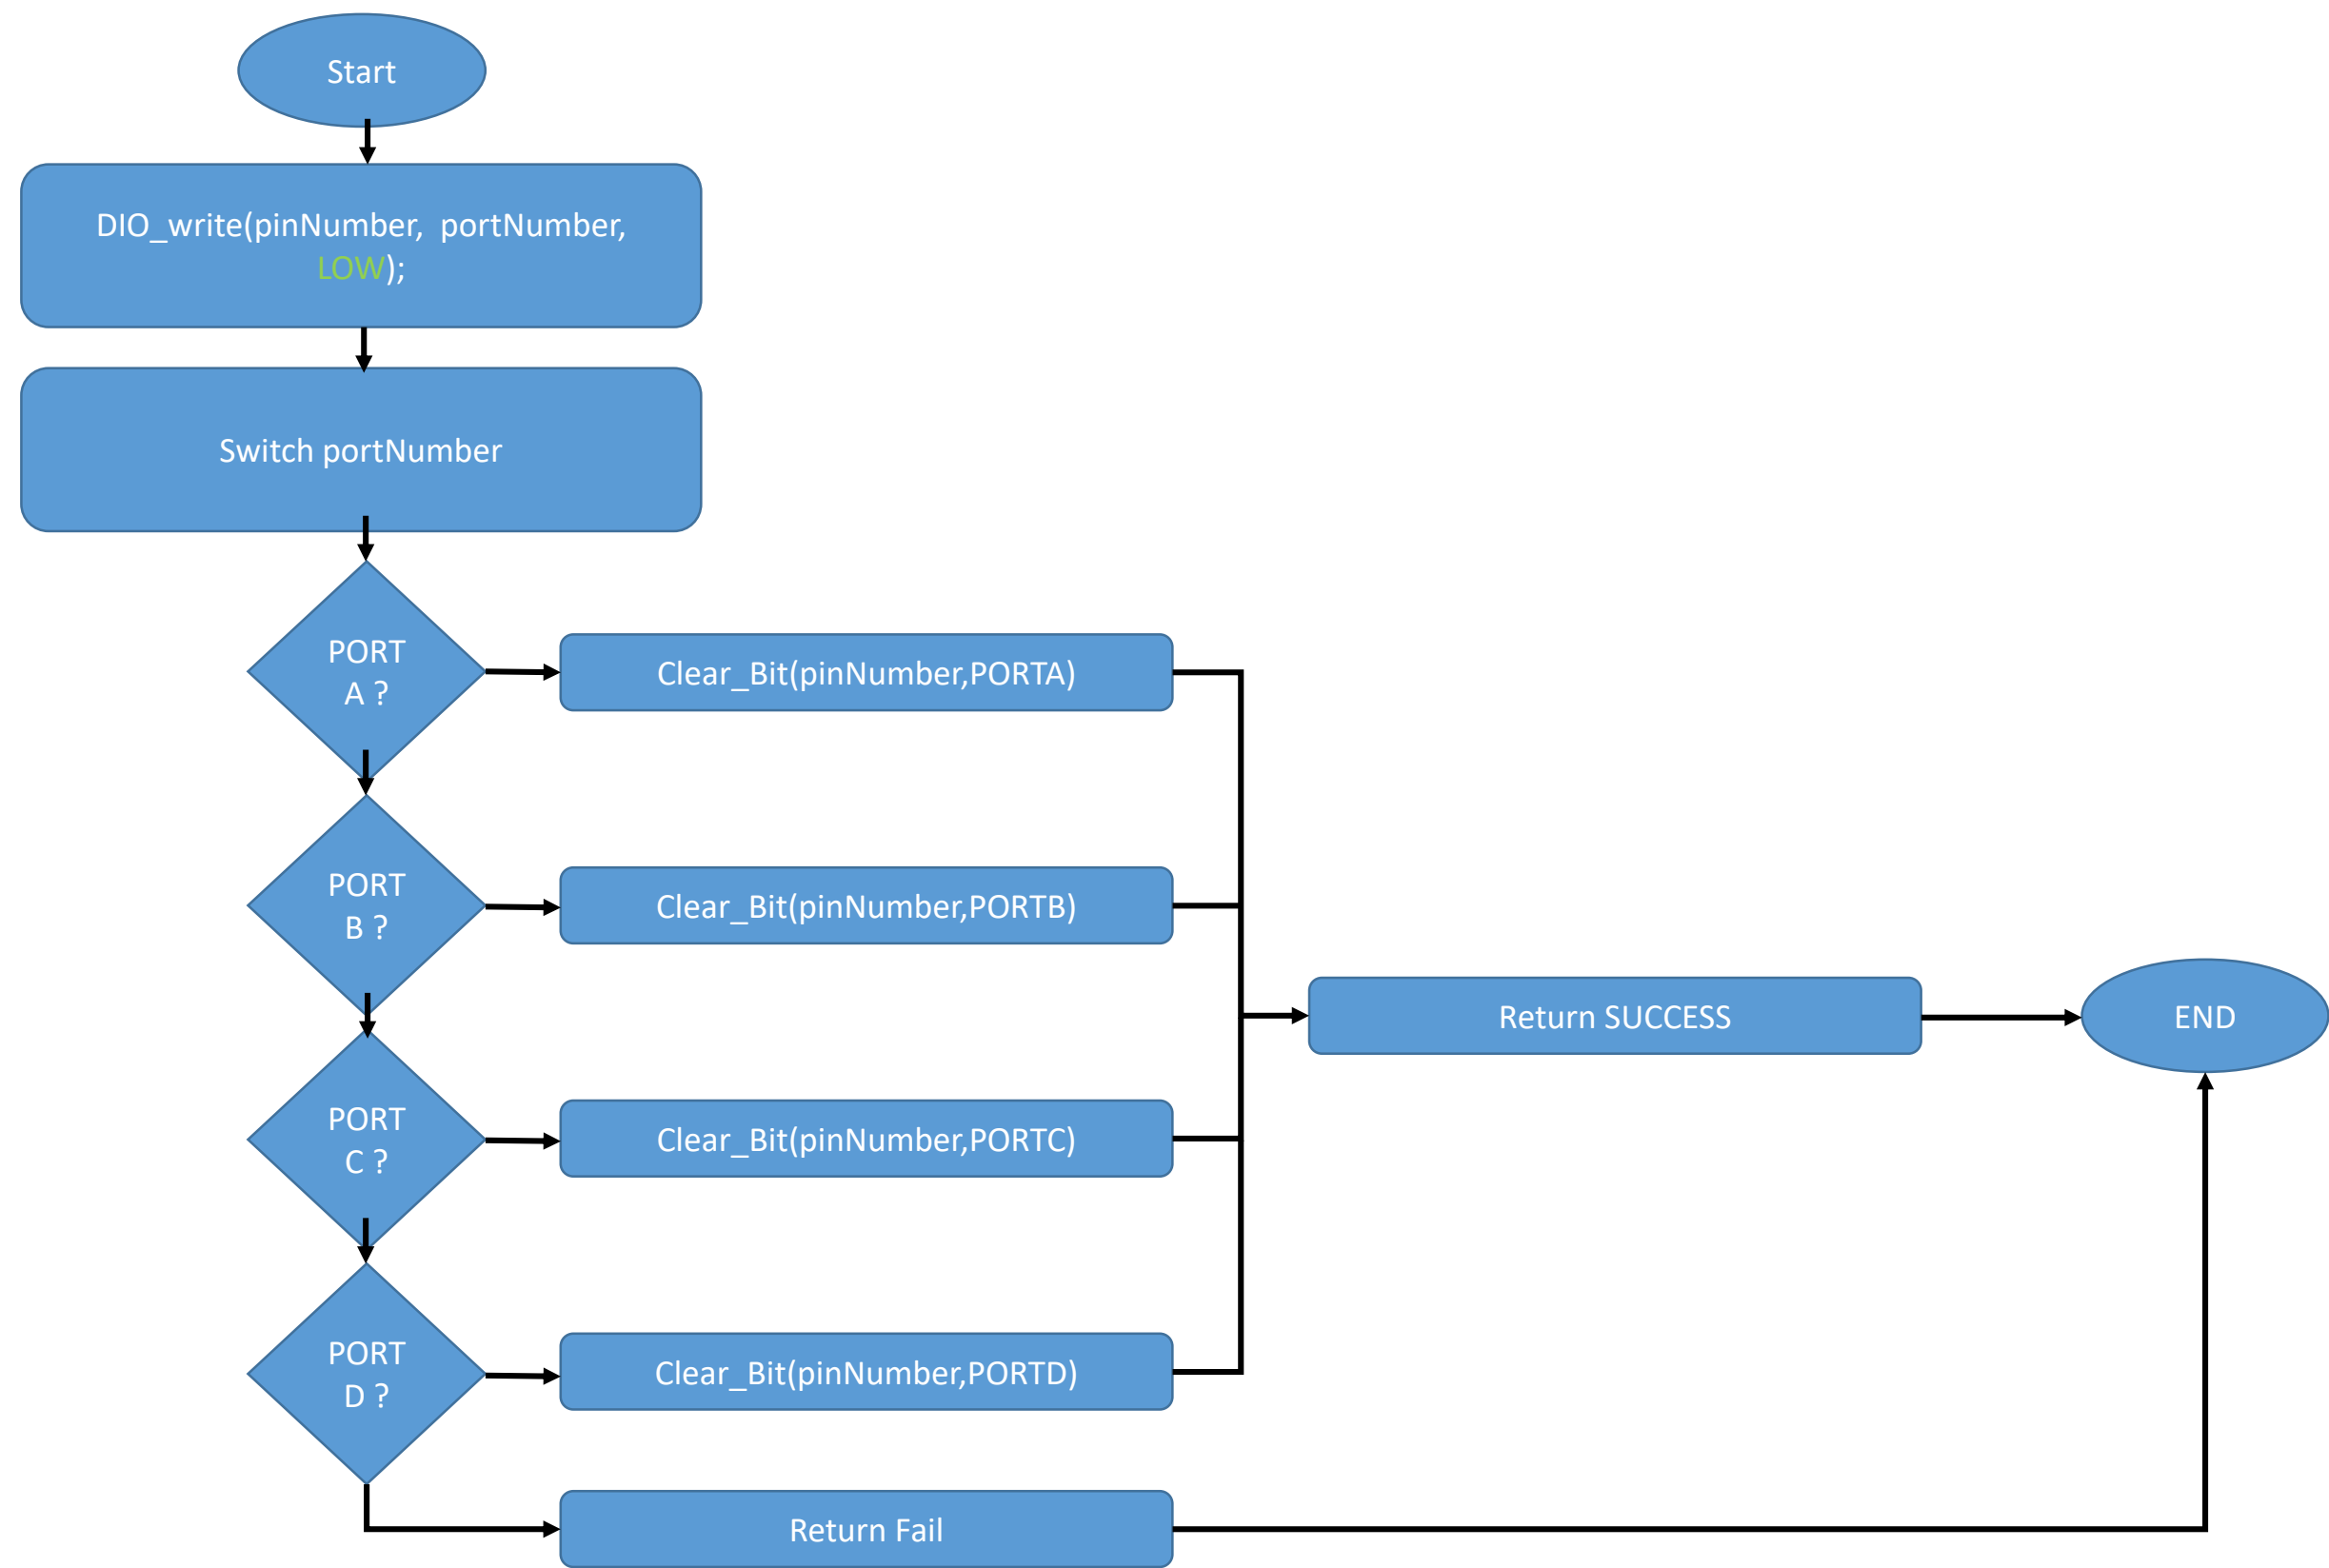 Start
DIO_write(pinNumber, portNumber,
LOW);
Switch portNumber
PORT
A ?
Clear_Bit(pinNumber,PORTA)
PORT
B ?
Clear_Bit(pinNumber,PORTB)
Return SUCCESS
END
PORT
C ?
Clear_Bit(pinNumber,PORTC)
PORT
D ?
Clear_Bit(pinNumber,PORTD)
Return Fail